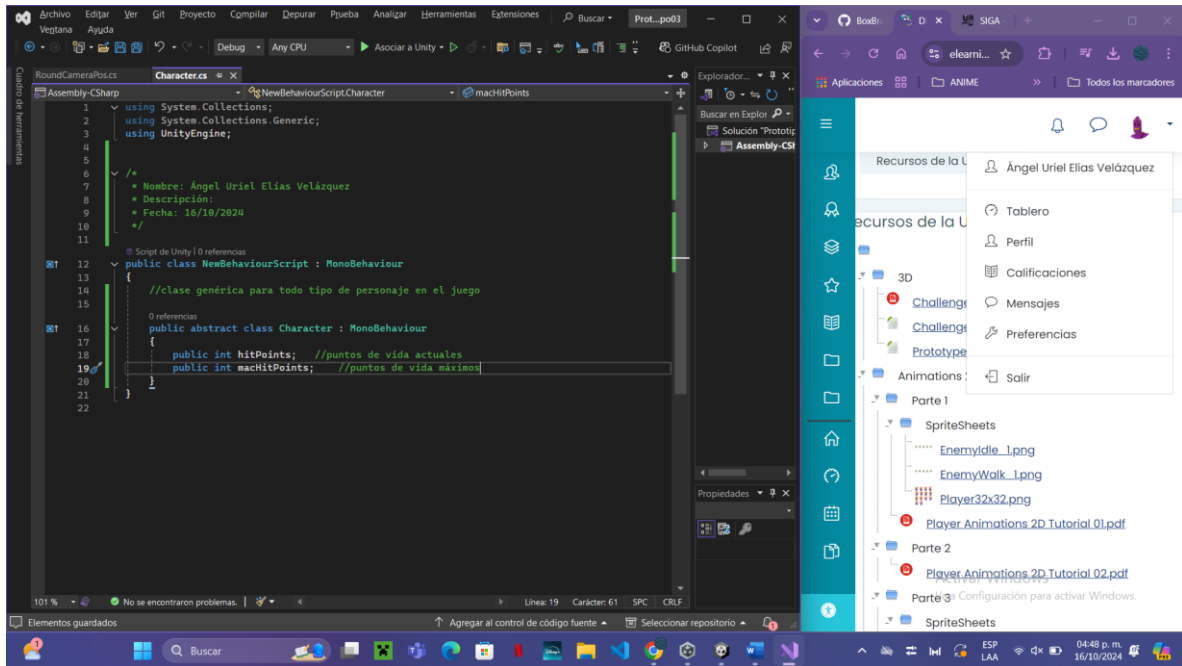 Archivo Editar Ver Git Proyecto Compilar Depurar Prueba Analizar Herramientas Extensiones Buscar Prot...po03
Ventana Ayuda
Debug Any CPU Asociar a Unity GitHub Copilot
Cuadro de herramientas
RoundCameraPos.cs Character.cs
Assembly-CSharp NewBehaviourScript.Character macHitPoints
1 using System.Collections;
2 using System.Collections.Generic;
3 using UnityEngine;
4
5
6 /*
7 * Nombre: Ángel Uriel Elías Velázquez
8 * Descripción:
9 * Fecha: 16/10/2024
10 */
11
Script de Unity | 0 referencias
12 public class NewBehaviourScript : MonoBehaviour
13 {
14 //clase genérica para todo tipo de personaje en el juego
15
0 referencias
16 public abstract class Character : MonoBehaviour
17 {
18 public int hitPoints; //puntos de vida actuales
19 public int macHitPoints; //puntos de vida máximos
20 }
21 }
22
101 % No se encontraron problemas. Línea: 19 Carácter: 61 SPC CRLF
Elementos guardados Agregar al control de código fuente Seleccionar repositorio
Explorador...
Buscar en Explor
Solución "Prototip
Assembly-CSh
Propiedades
BoxBr D SIGA
elearni...
Aplicaciones ANIME Todos los marcadores
Recursos de la U
Ángel Uriel Elías Velázquez
Tablero
Perfil
Calificaciones
Mensajes
Preferencias
Salir
ecursos de la U
3D
Challenge
Challenge
Prototype
Animations
Parte 1
SpriteSheets
EnemyIdle_1.png
EnemyWalk_1.png
Player32x32.png
Player Animations 2D Tutorial 01.pdf
Parte 2
Player Animations 2D Tutorial 02.pdf
Activar Windows
Parte 3
Configuración para activar Windows.
SpriteSheets
Buscar
ESP
LAA
04:48 p. m.
16/10/2024